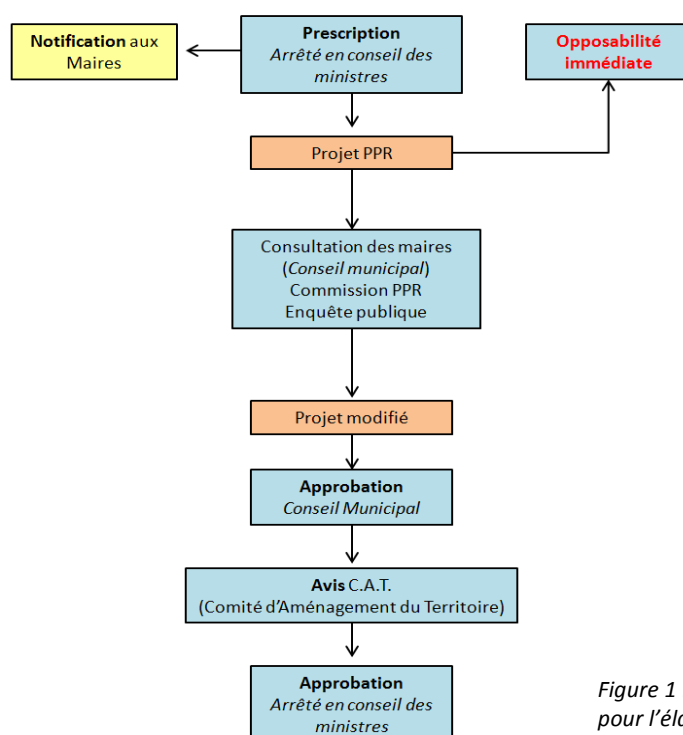 Notification aux
Maires
Prescription
Arrêté en conseil des
ministres
Opposabilité
immédiate
Projet PPR
Consultation des maires
(Conseil municipal)
Commission PPR
Enquête publique
Projet modifié
Approbation
Conseil Municipal
Avis C.A.T.
(Comité d’Aménagement du Territoire)
Approbation
Arrêté en conseil des
ministres
Figure 1
pour l’